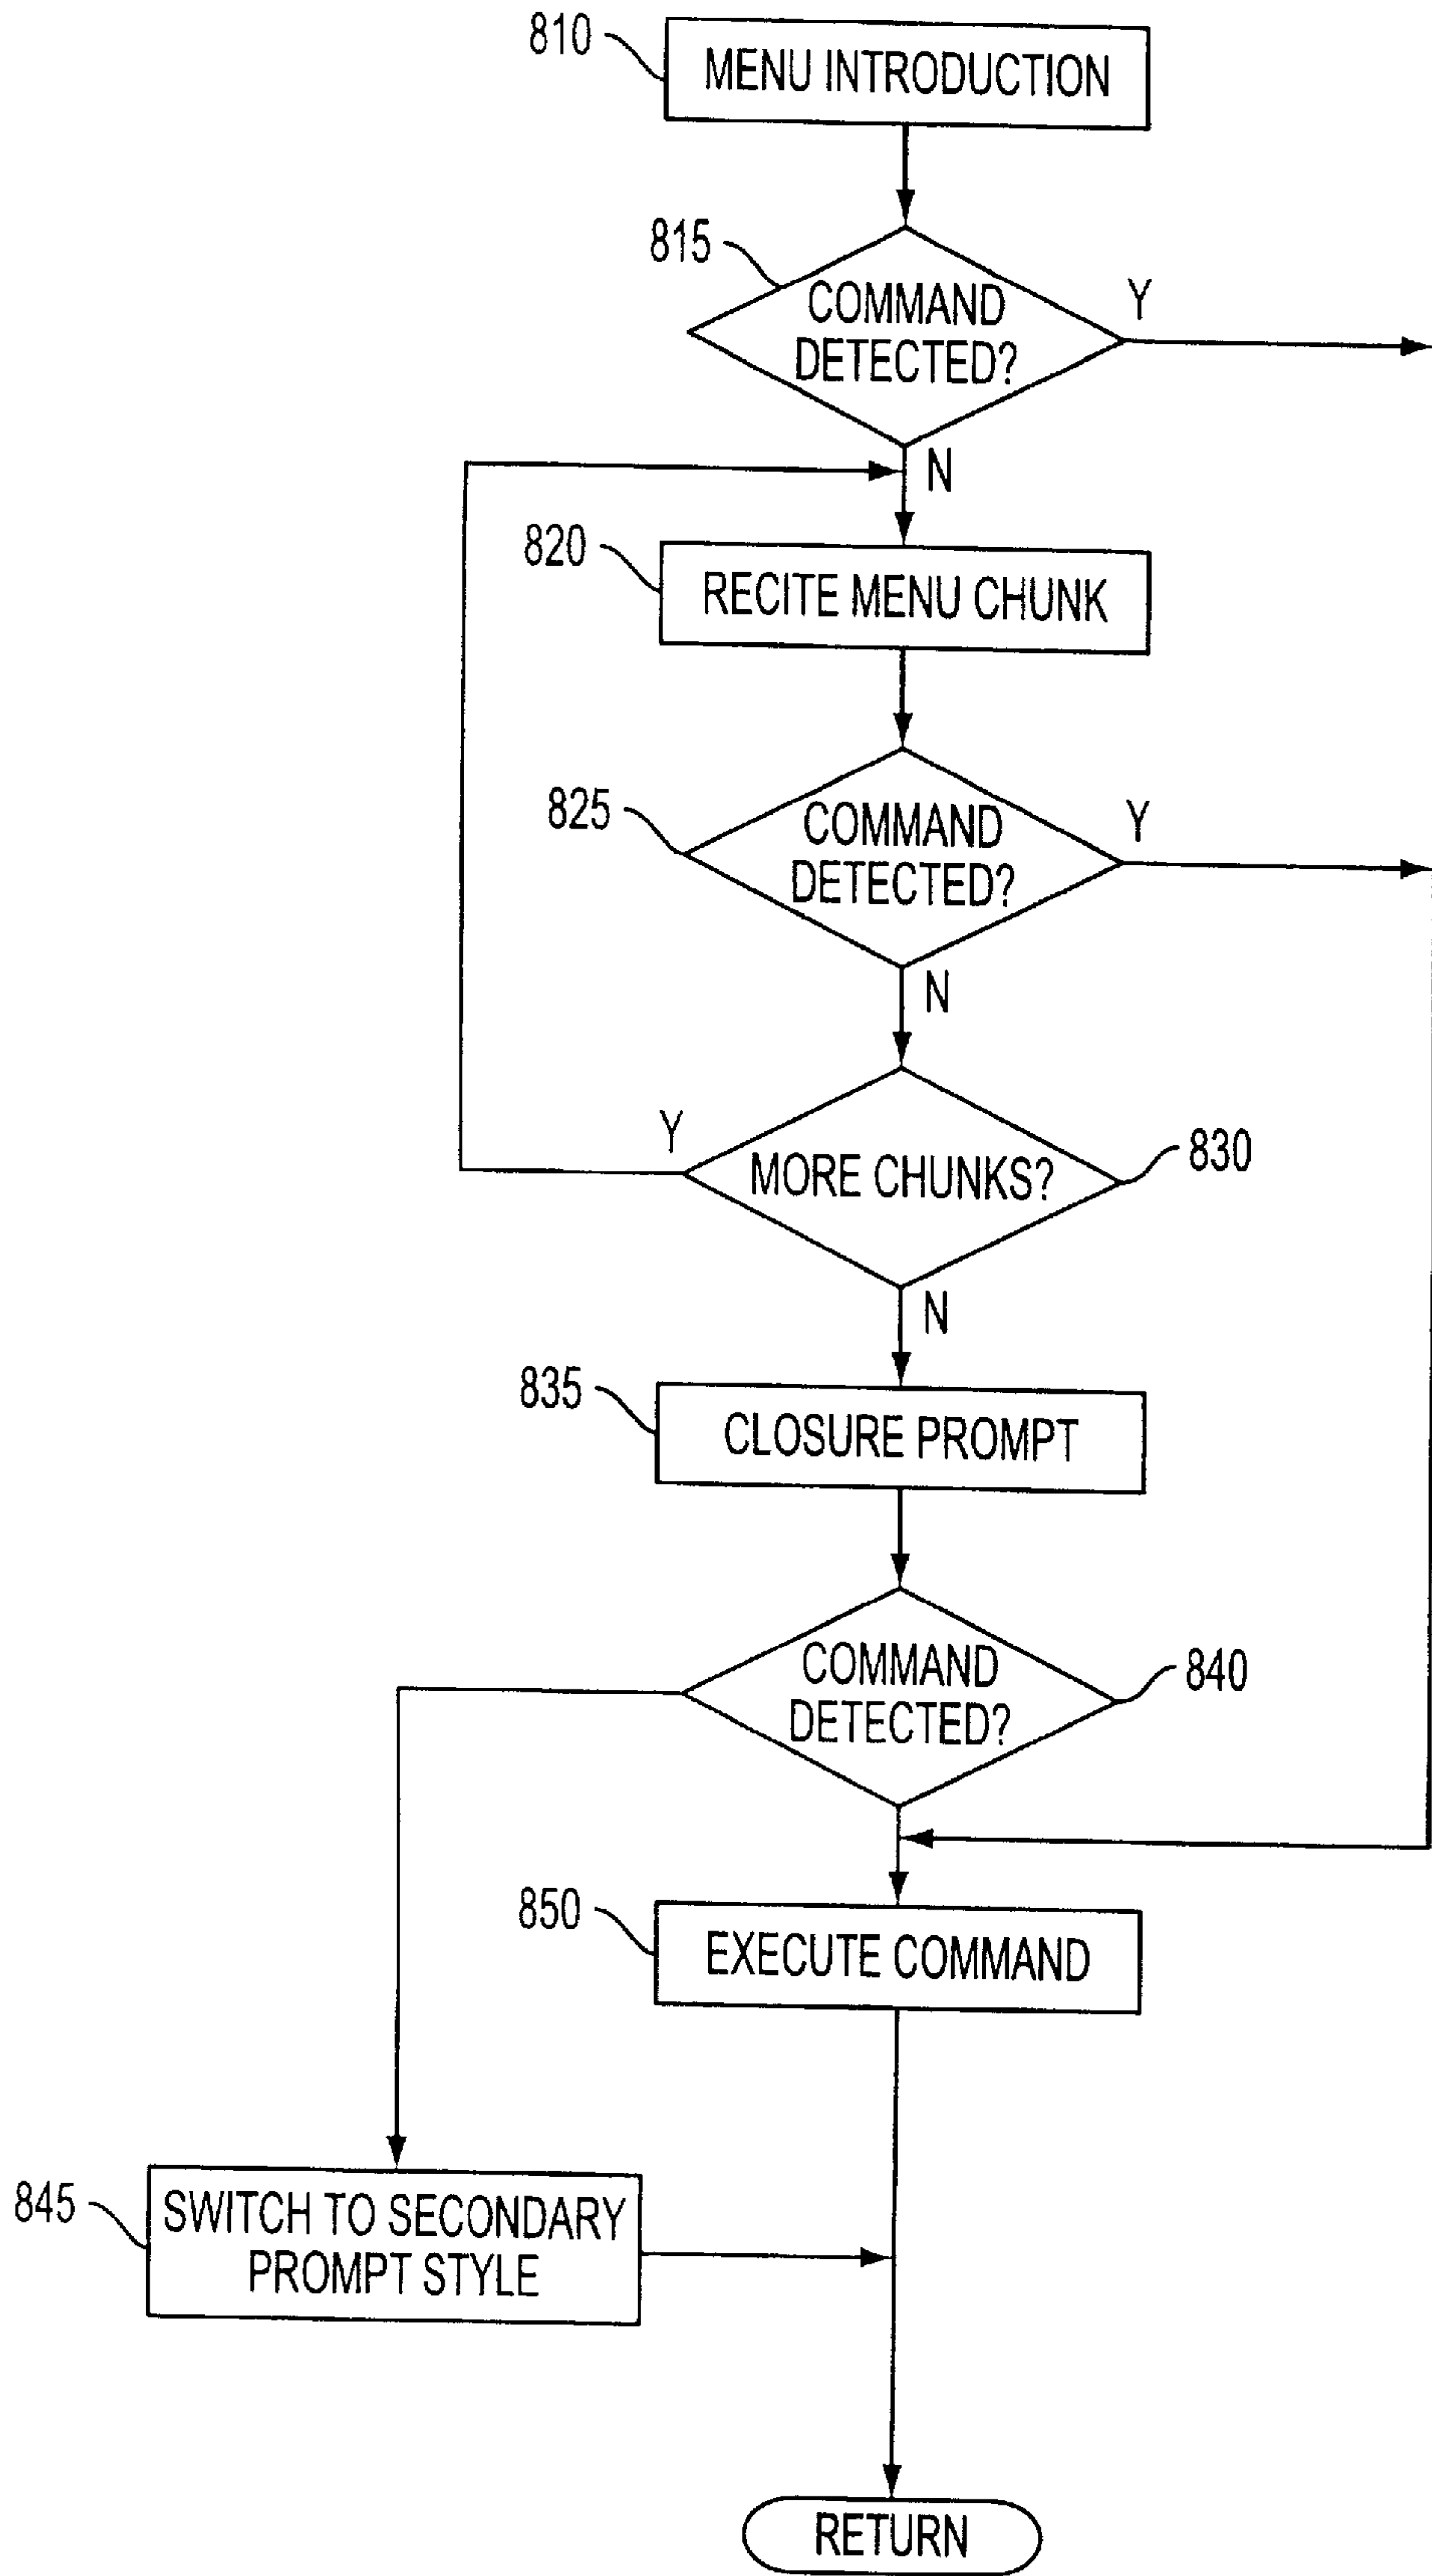 810
MENU INTRODUCTION
815
COMMAND
DETECTED?
Y
N
820
RECITE MENU CHUNK
825
COMMAND
DETECTED?
Y
N
Y
MORE CHUNKS?
830
N
835
CLOSURE PROMPT
COMMAND
DETECTED?
840
850
EXECUTE COMMAND
845
SWITCH TO SECONDARY
PROMPT STYLE
RETURN